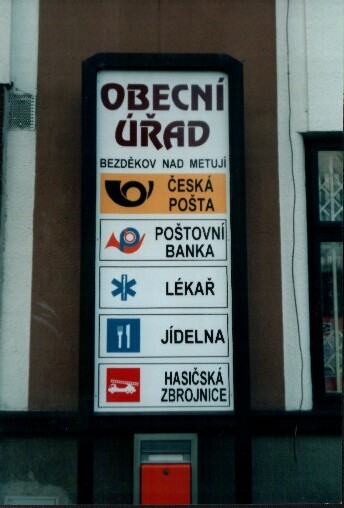 OBECNÍ
ÚŘAD
BEZDĚKOV NAD METUJÍ
ČESKÁ
POŠTA
POŠTOVNÍ
BANKA
LÉKAŘ
JÍDELNA
HASIČSKÁ
ZBROJNICE